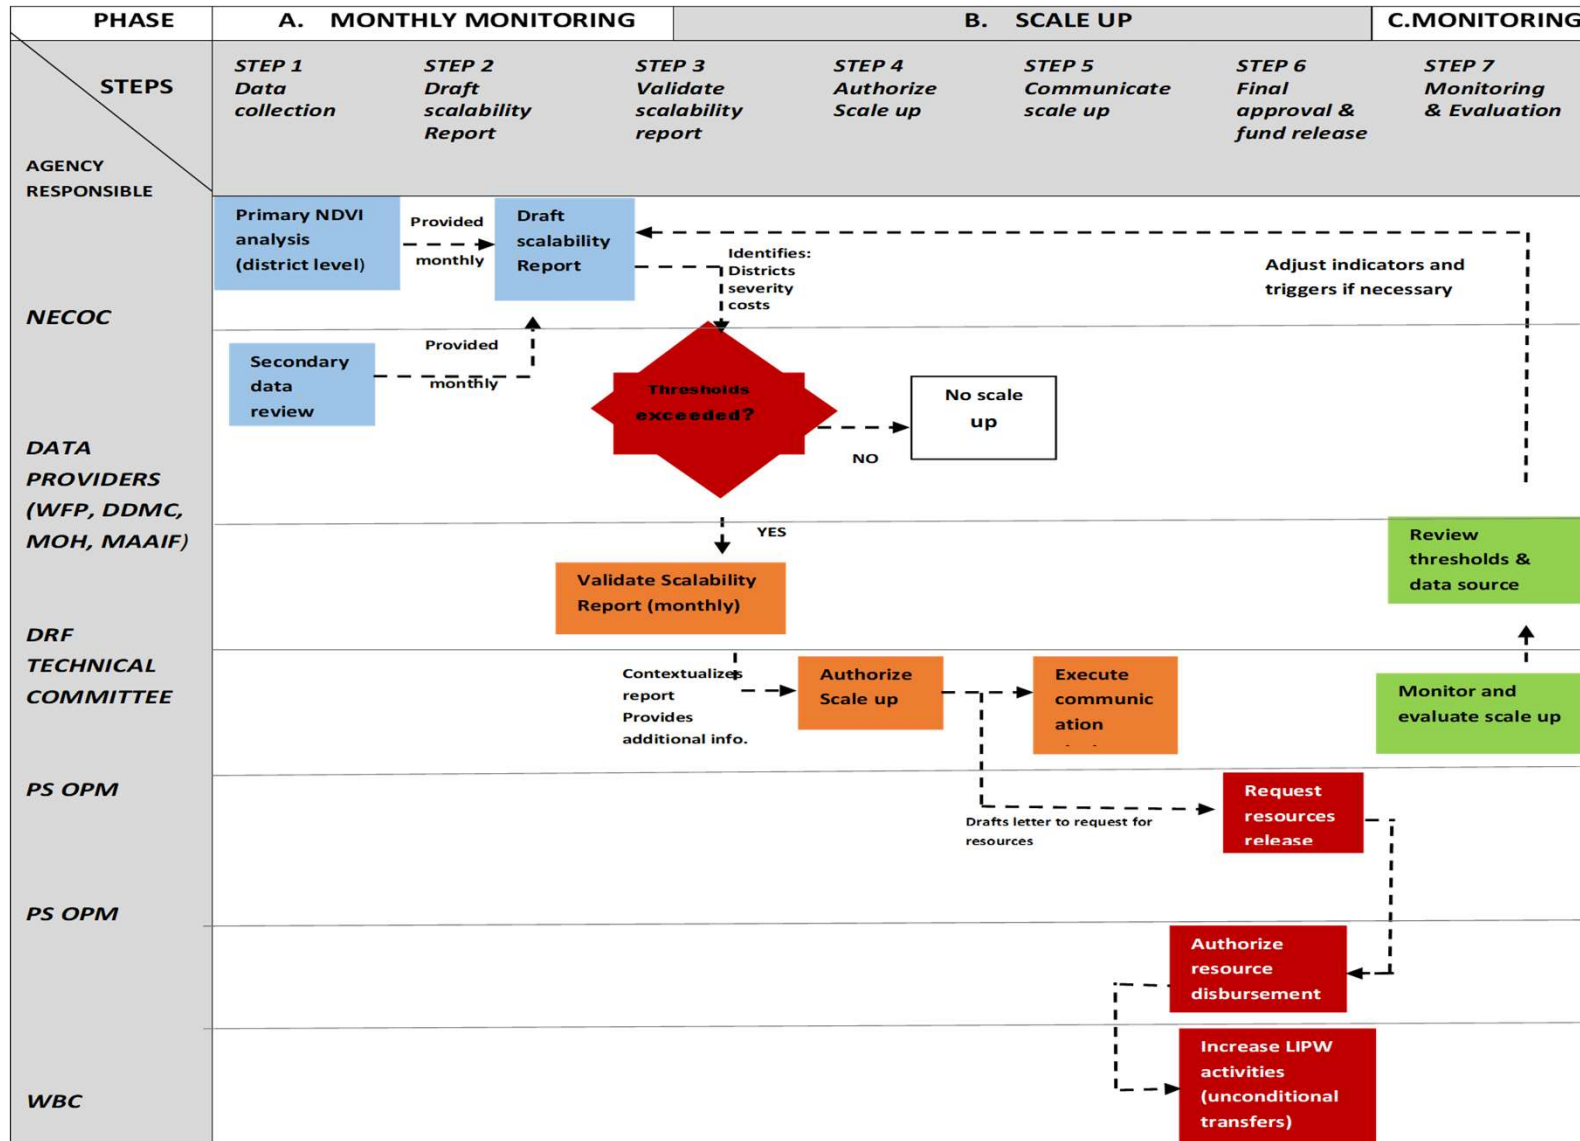 PHASE
A. MONTHLY MONITORING
B. SCALE UP
C.MONITORING
STEPS
AGENCY
RESPONSIBLE
STEP 1
Data
collection
STEP 2
Draft
scalability
Report
STEP 3
Validate
scalability
report
STEP 4
Authorize
Scale up
STEP 5
Communicate
scale up
STEP 6
Final
approval &
fund release
STEP 7
Monitoring
& Evaluation
NECOC
Primary NDVI
analysis
(district level)
Provided
monthly
Draft
scalability
Report
Identifies:
Districts
severity
costs
Adjust indicators and
triggers if necessary
DATA
PROVIDERS
(WFP, DDMC,
MOH, MAAIF)
Secondary
data
review
Provided
monthly
Thresholds
exceeded?
NO
No scale
up
YES
DRF
TECHNICAL
COMMITTEE
Validate Scalability
Report (monthly)
Review
thresholds &
data source
Contextualizes
report
Provides
additional info.
Authorize
Scale up
Execute
communic
ation
Monitor and
evaluate scale up
PS OPM
Drafts letter to request for
resources
Request
resources
release
PS OPM
Authorize
resource
disbursement
WBC
Increase LIPW
activities
(unconditional
transfers)